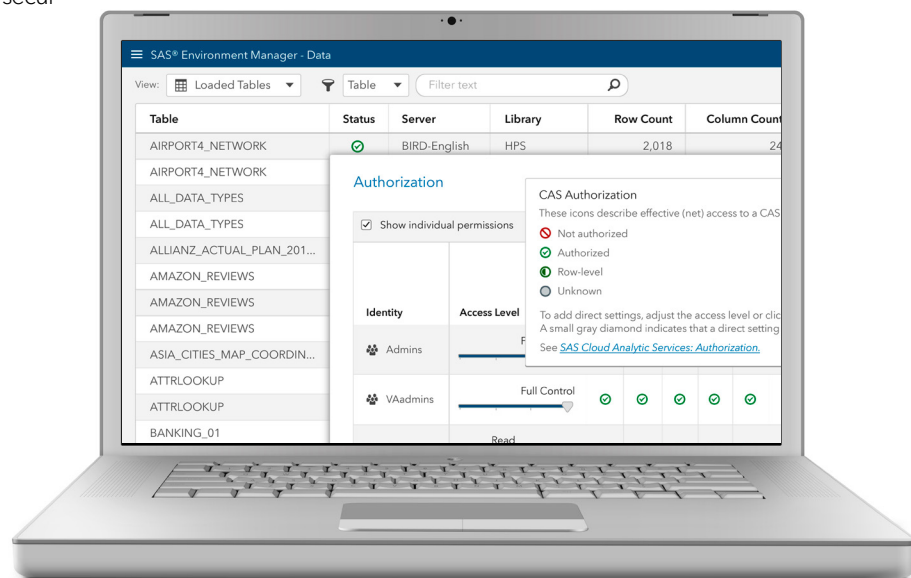 SAS® Environment Manager - Data
View: Loaded Tables Table Filter text
Table Status Server Library Row Count Column Count
AIRPORT4_NETWORK BIRD-English HPS 2,018 24
AIRPORT4_NETWORK
ALL_DATA_TYPES
ALL_DATA_TYPES
ALLIANZ_ACTUAL_PLAN_201...
AMAZON_REVIEWS
AMAZON_REVIEWS
AMAZON_REVIEWS
ASIA_CITIES_MAP_COORDIN...
ATTRLOOKUP
ATTRLOOKUP
BANKING_01
Authorization
Show individual permissions
Identity Access Level
Admins
VAadmins Full Control
Read
CAS Authorization
These icons describe effective (net) access to a CAS
Not authorized
Authorized
Row-level
Unknown
To add direct settings, adjust the access level or clic
A small gray diamond indicates that a direct setting
See SAS Cloud Analytic Services: Authorization.